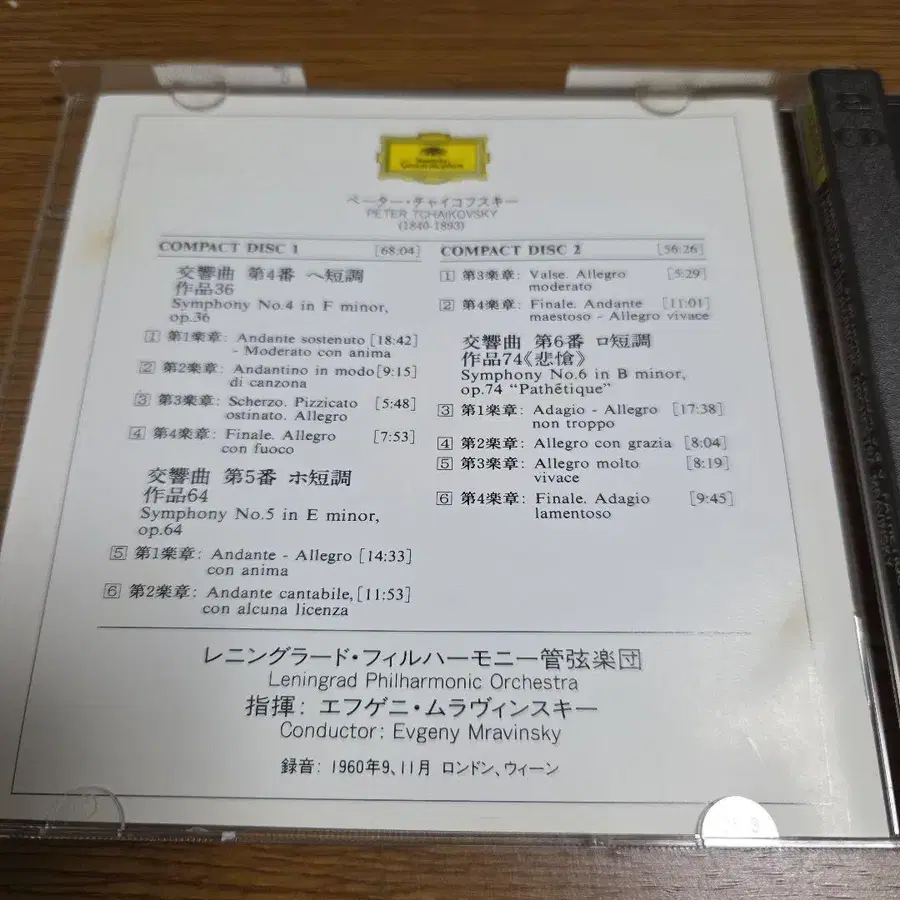 Deutsche
Grammophon
ペーター・チャイコフスキー
PETER TCHAIKOVSKY
(1840-1893)
COMPACT DISC 1 [68:04]
交響曲 第4番 ヘ短調
作品36
Symphony No.4 in F minor,
op.36
1 第1楽章: Andante sostenuto [18:42]
- Moderato con anima
2 第2楽章: Andantino in modo [9:15]
di canzona
3 第3楽章: Scherzo. Pizzicato [5:48]
ostinato. Allegro
4 第4楽章: Finale. Allegro [7:53]
con fuoco
交響曲 第5番 ホ短調
作品64
Symphony No.5 in E minor,
op.64
5 第1楽章: Andante - Allegro [14:33]
con anima
6 第2楽章: Andante cantabile, [11:53]
con alcuna licenza
COMPACT DISC 2 [56:26]
1 第3楽章: Valse. Allegro [5:29]
moderato
2 第4楽章: Finale. Andante [11:01]
maestoso - Allegro vivace
交響曲 第6番 ロ短調
作品74《悲愴》
Symphony No.6 in B minor,
op.74 "Pathétique"
3 第1楽章: Adagio - Allegro [17:38]
non troppo
4 第2楽章: Allegro con grazia [8:04]
5 第3楽章: Allegro molto [8:19]
vivace
6 第4楽章: Finale. Adagio [9:45]
lamentoso
レニングラード・フィルハーモニー管弦楽団
Leningrad Philharmonic Orchestra
指揮: エフゲニ・ムラヴィンスキー
Conductor: Evgeny Mravinsky
録音: 1960年9、11月 ロンドン、ウィーン